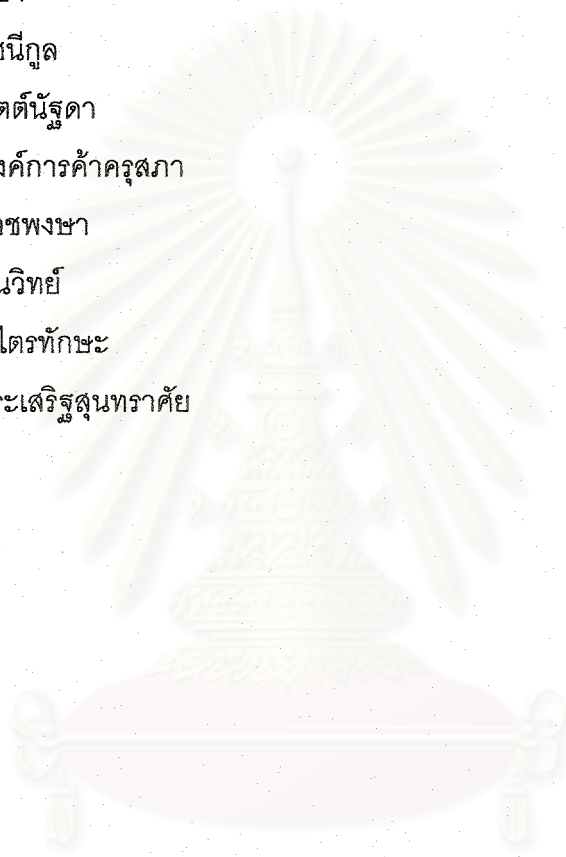 ชนีกูล
ตต์นัฐดา
งค์การค้าครุสภา
วชพงษา
นวิทย์
ไตรทักษะ
ระเสริฐสุนทราศัย